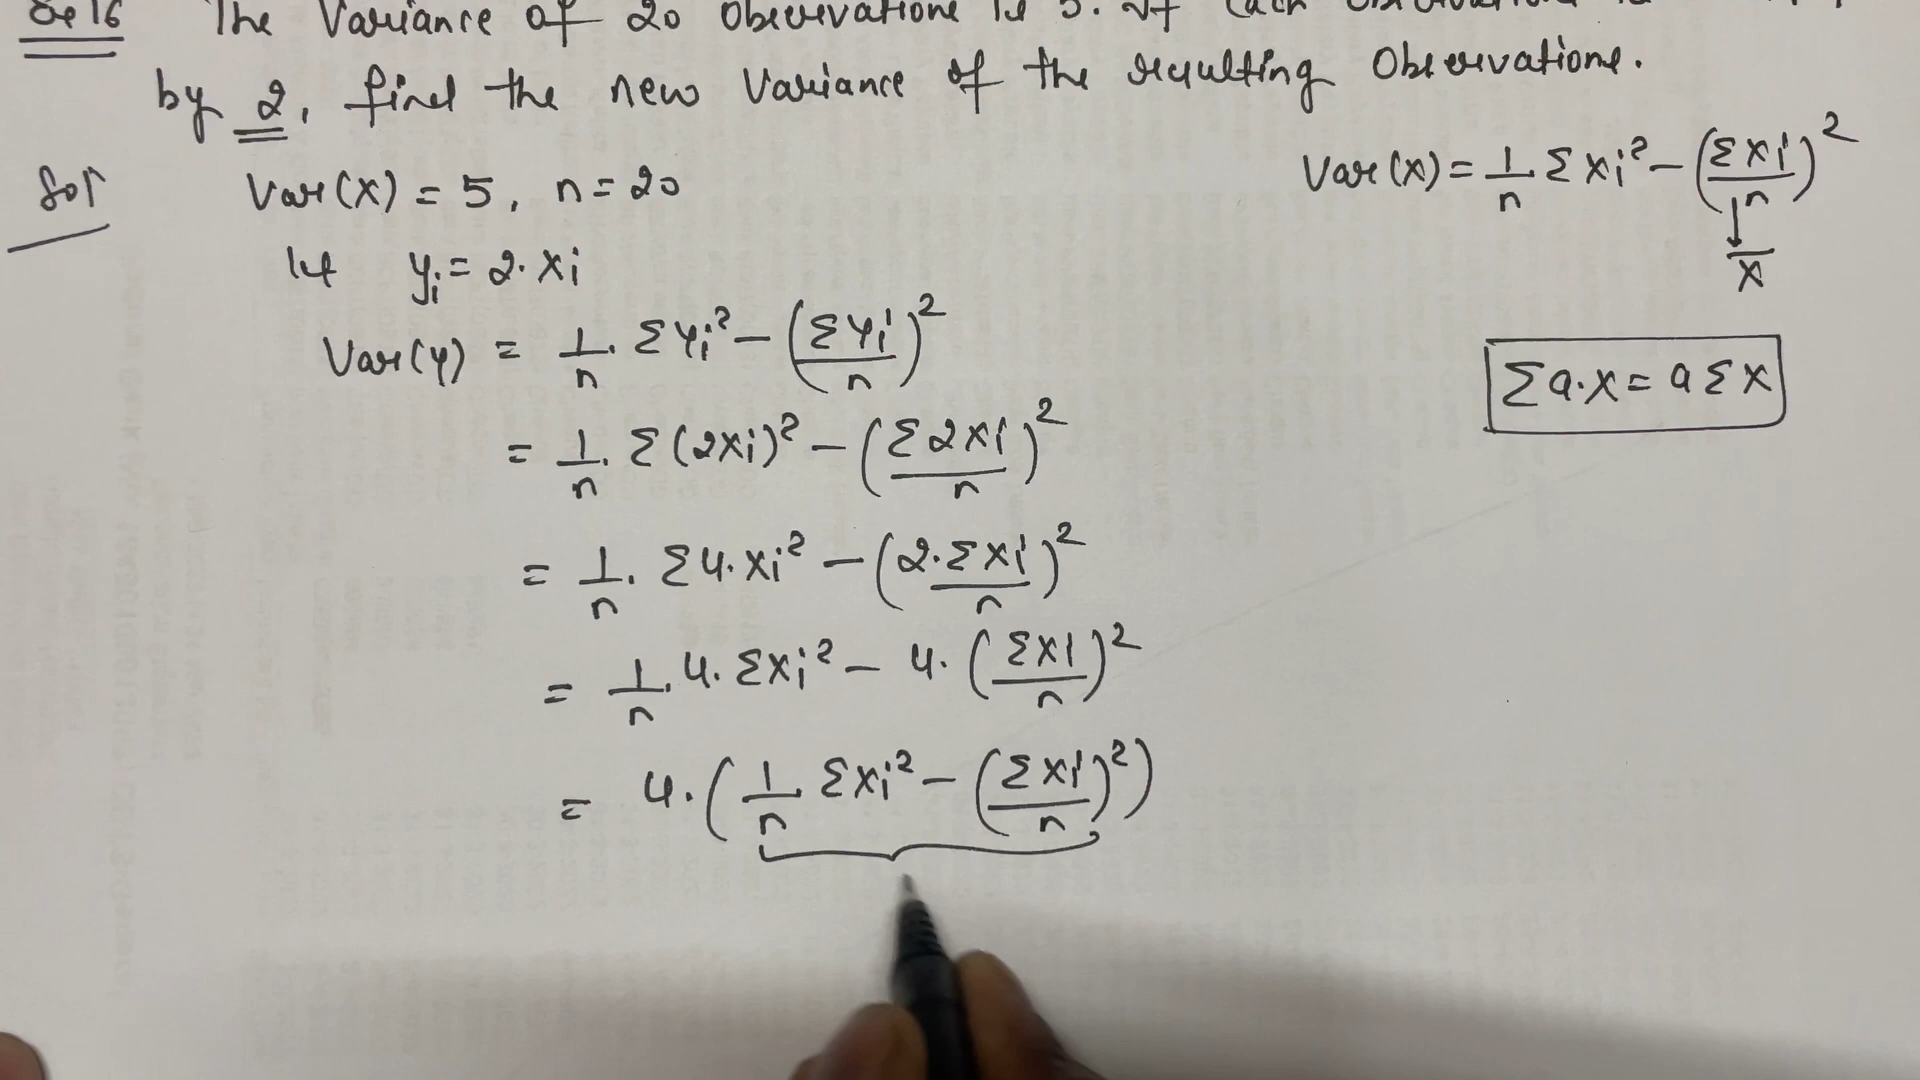 The Variance of 20 Observations is 5. If Each
by 2, find the new Variance of the resulting Observations.
Sol
Var(X) = 5, n = 20
Var(X) = 1/n Σxi² − (Σxi/n)²
x̄
let yi = 2·xi
Var(Y) = 1/n · Σyi² − (Σyi/n)²
Σa·x = aΣx
= 1/n · Σ(2xi)² − (Σ2xi/n)²
= 1/n · Σ4·xi² − (2·Σxi/n)²
= 1/n · 4·Σxi² − 4·(Σxi/n)²
= 4·(1/n Σxi² − (Σxi/n)²)